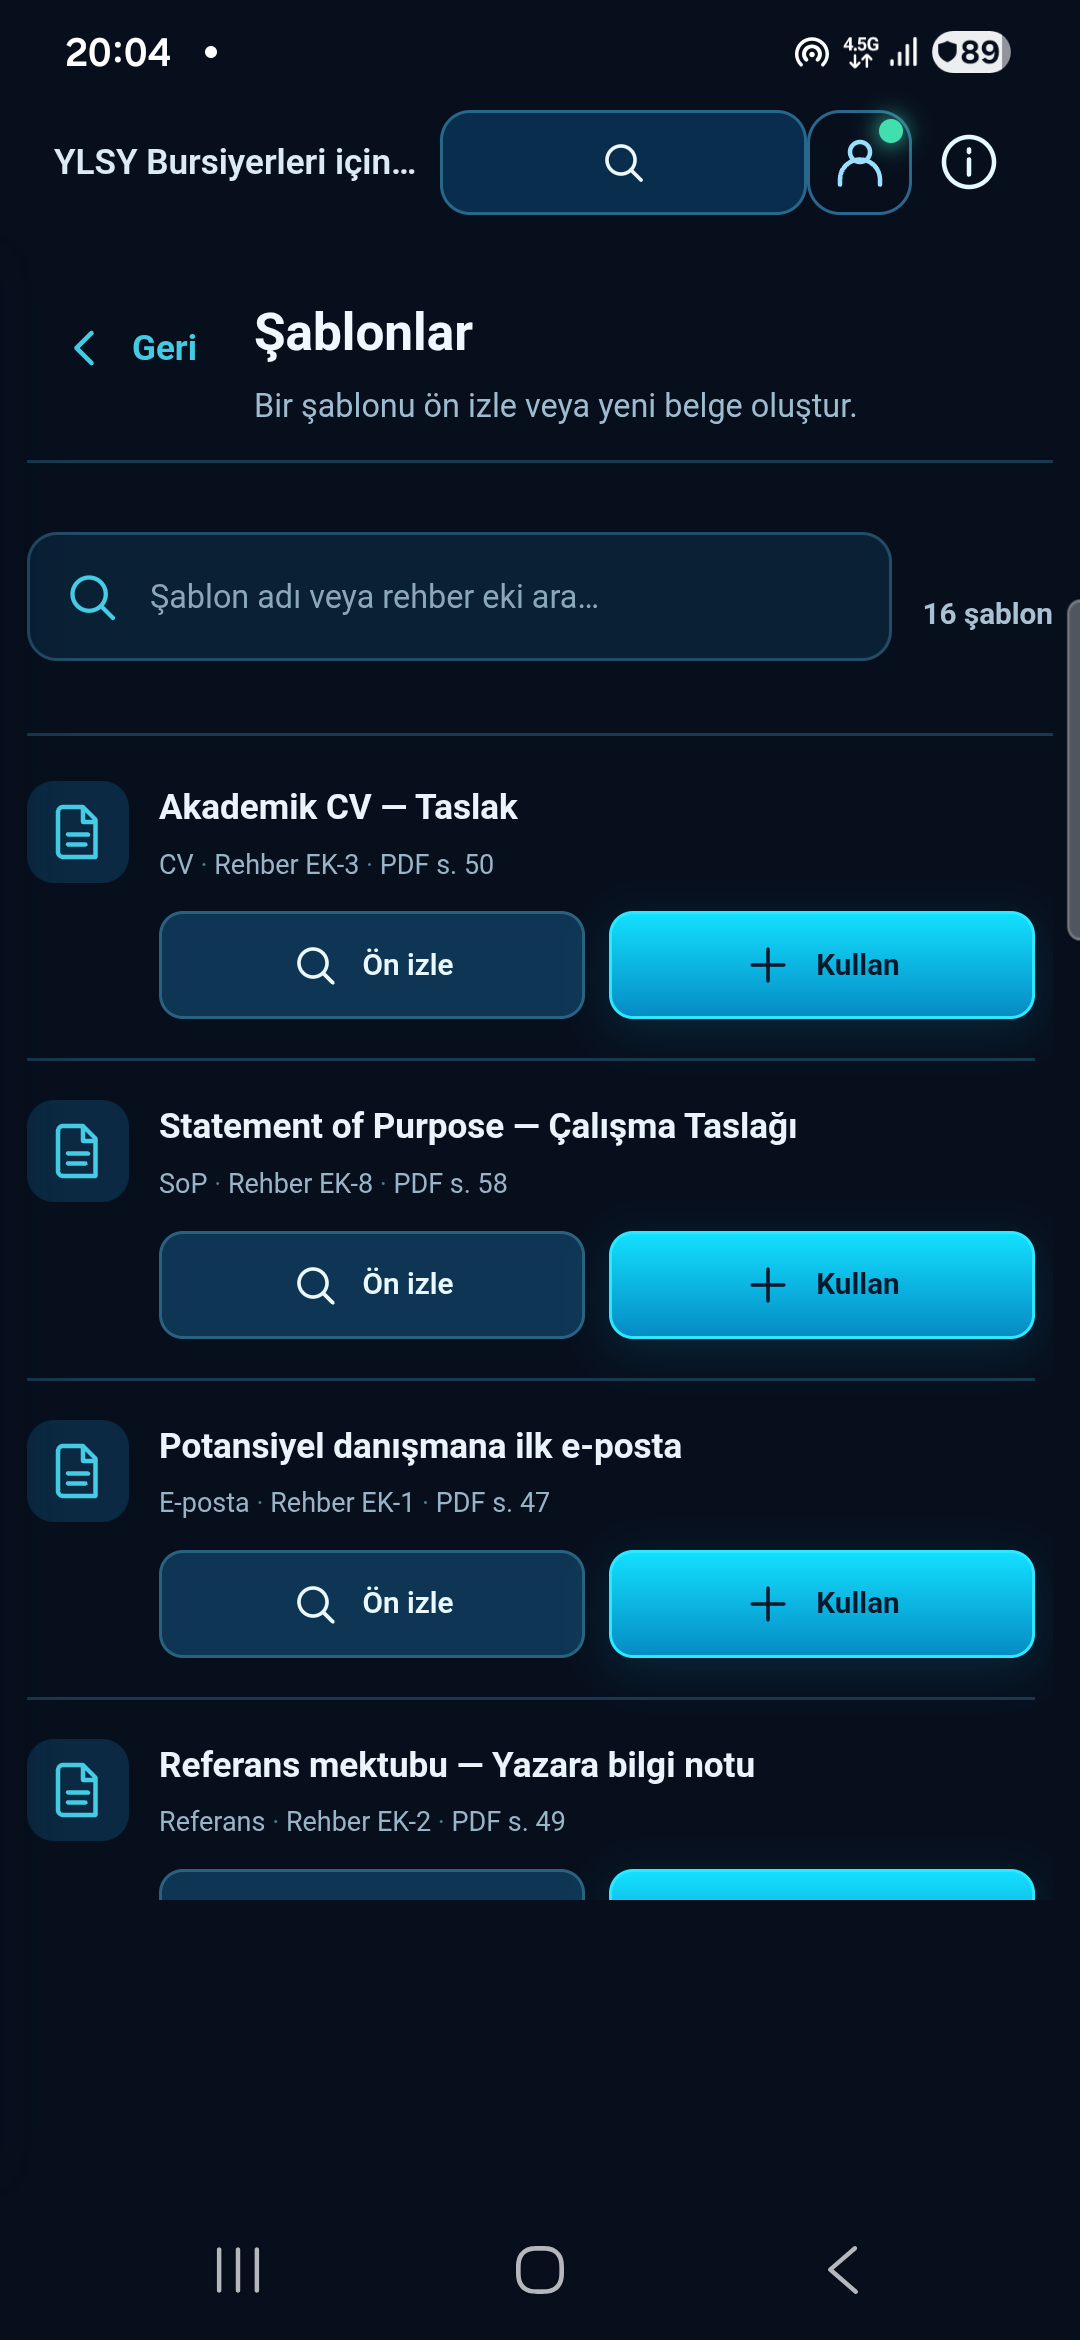 20:04
4.5G
89
YLSY Bursiyerleri için...
Geri
Şablonlar
Bir şablonu ön izle veya yeni belge oluştur.
Şablon adı veya rehber eki ara...
16 şablon
Akademik CV — Taslak
CV · Rehber EK-3 · PDF s. 50
Ön izle
Kullan
Statement of Purpose — Çalışma Taslağı
SoP · Rehber EK-8 · PDF s. 58
Ön izle
Kullan
Potansiyel danışmana ilk e-posta
E-posta · Rehber EK-1 · PDF s. 47
Ön izle
Kullan
Referans mektubu — Yazara bilgi notu
Referans · Rehber EK-2 · PDF s. 49